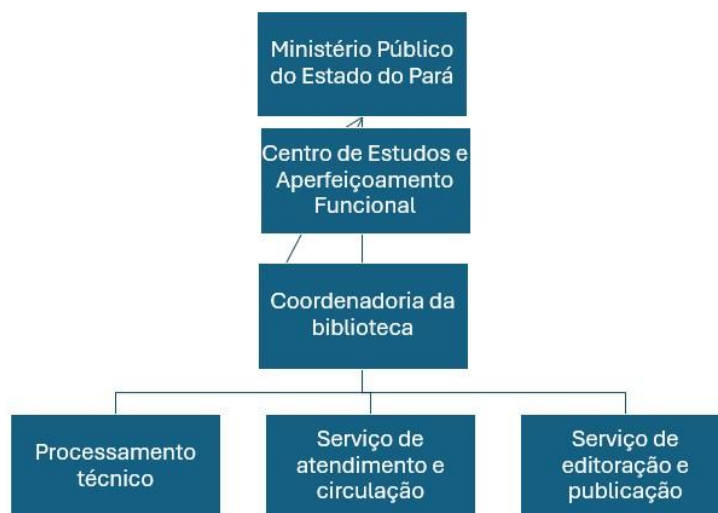 Ministério Público
do Estado do Pará
Centro de Estudos e
Aperfeiçoamento
Funcional
Coordenadoria da
biblioteca
Processamento
técnico
Serviço de
atendimento e
circulação
Serviço de
editoração e
publicação